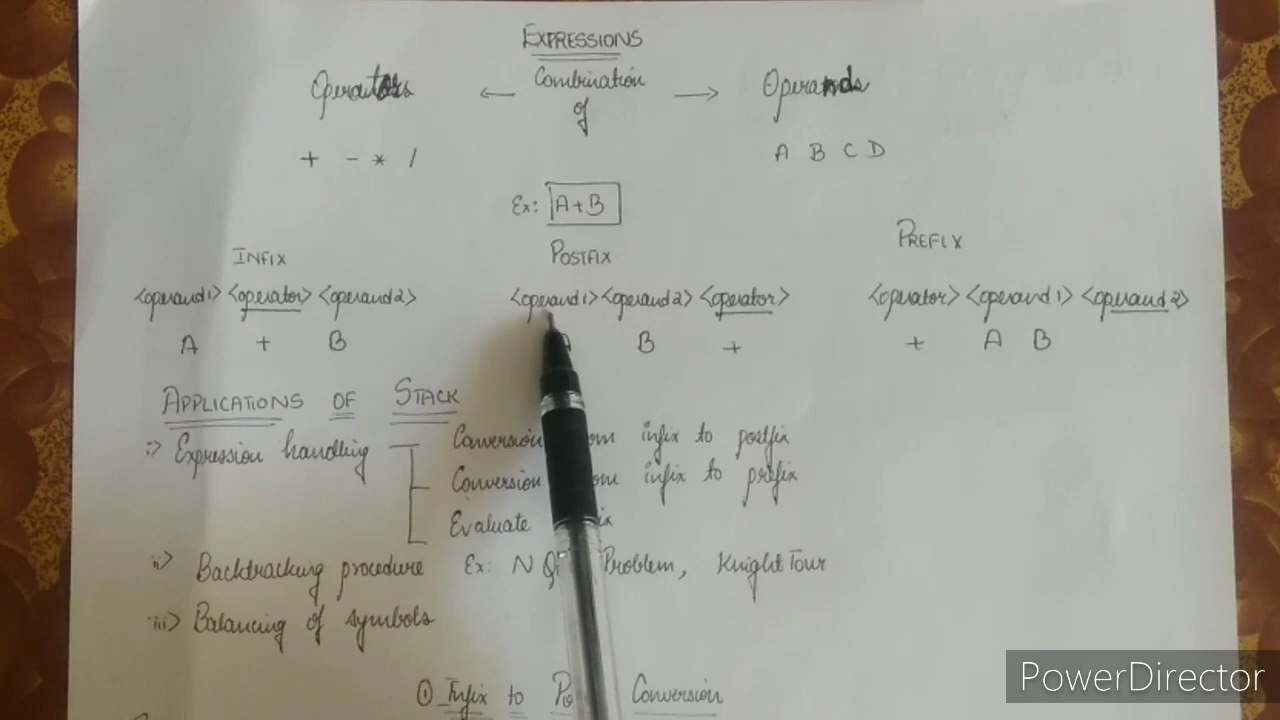 EXPRESSIONS
Operators ← Combination of → Operands
+ - * / A B C D
Ex: A+B
INFIX POSTFIX PREFIX
<operand1> <operator> <operand2> <operand1> <operand2> <operator> <operator> <operand1> <operand2>
A + B B + + A B
APPLICATIONS OF STACK
i> Expression handling
Conversion infix to postfix
Conversion infix to prefix
Evaluate
ii> Backtracking procedure Ex: N Problem, Knight Tour
iii> Balancing of symbols
① Infix to Conversion
PowerDirector